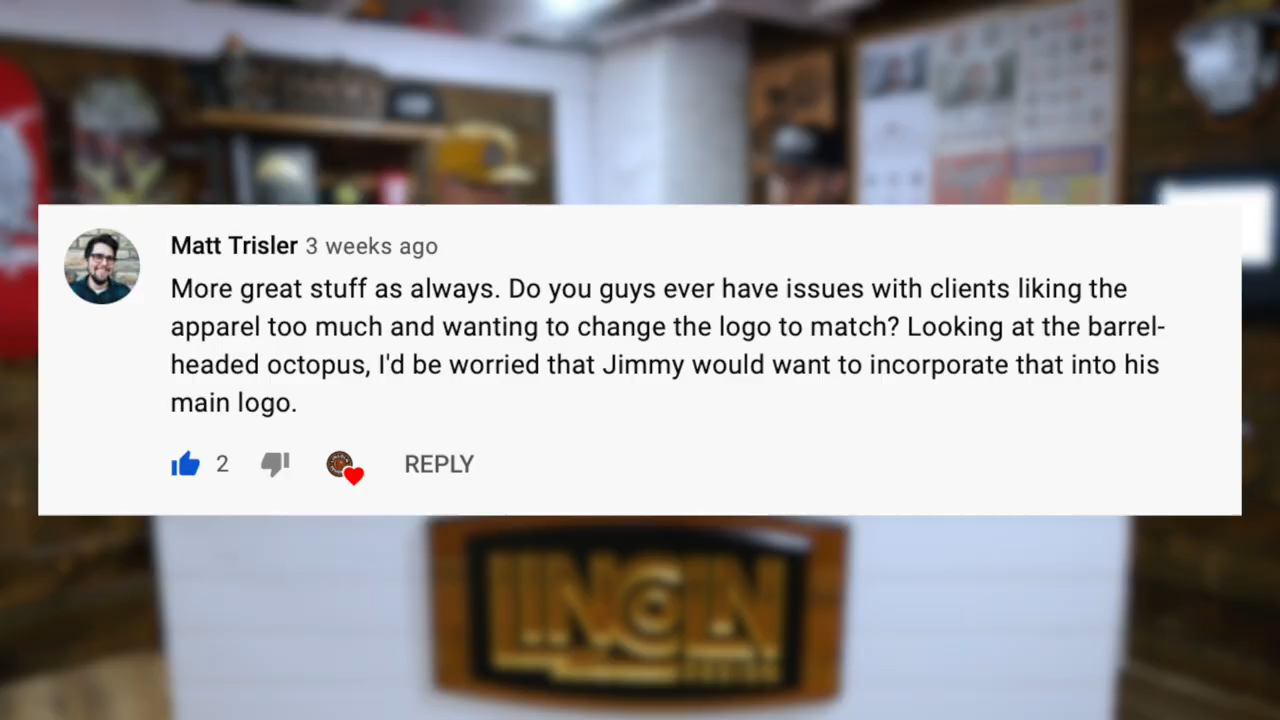 Matt Trisler 3 weeks ago
More great stuff as always. Do you guys ever have issues with clients liking the
apparel too much and wanting to change the logo to match? Looking at the barrel-
headed octopus, I'd be worried that Jimmy would want to incorporate that into his
main logo.
2 REPLY
LINCOLN